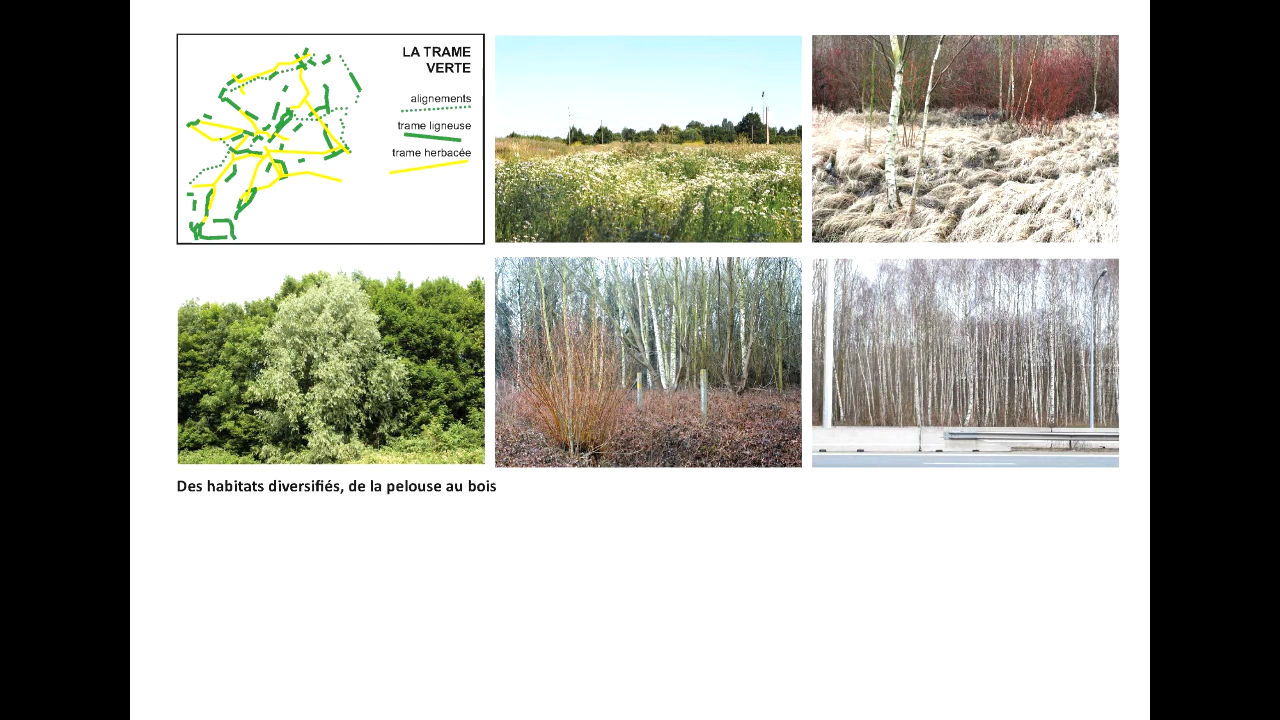 LA TRAME
VERTE
alignements
trame ligneuse
trame herbacée
Des habitats diversifiés, de la pelouse au bois